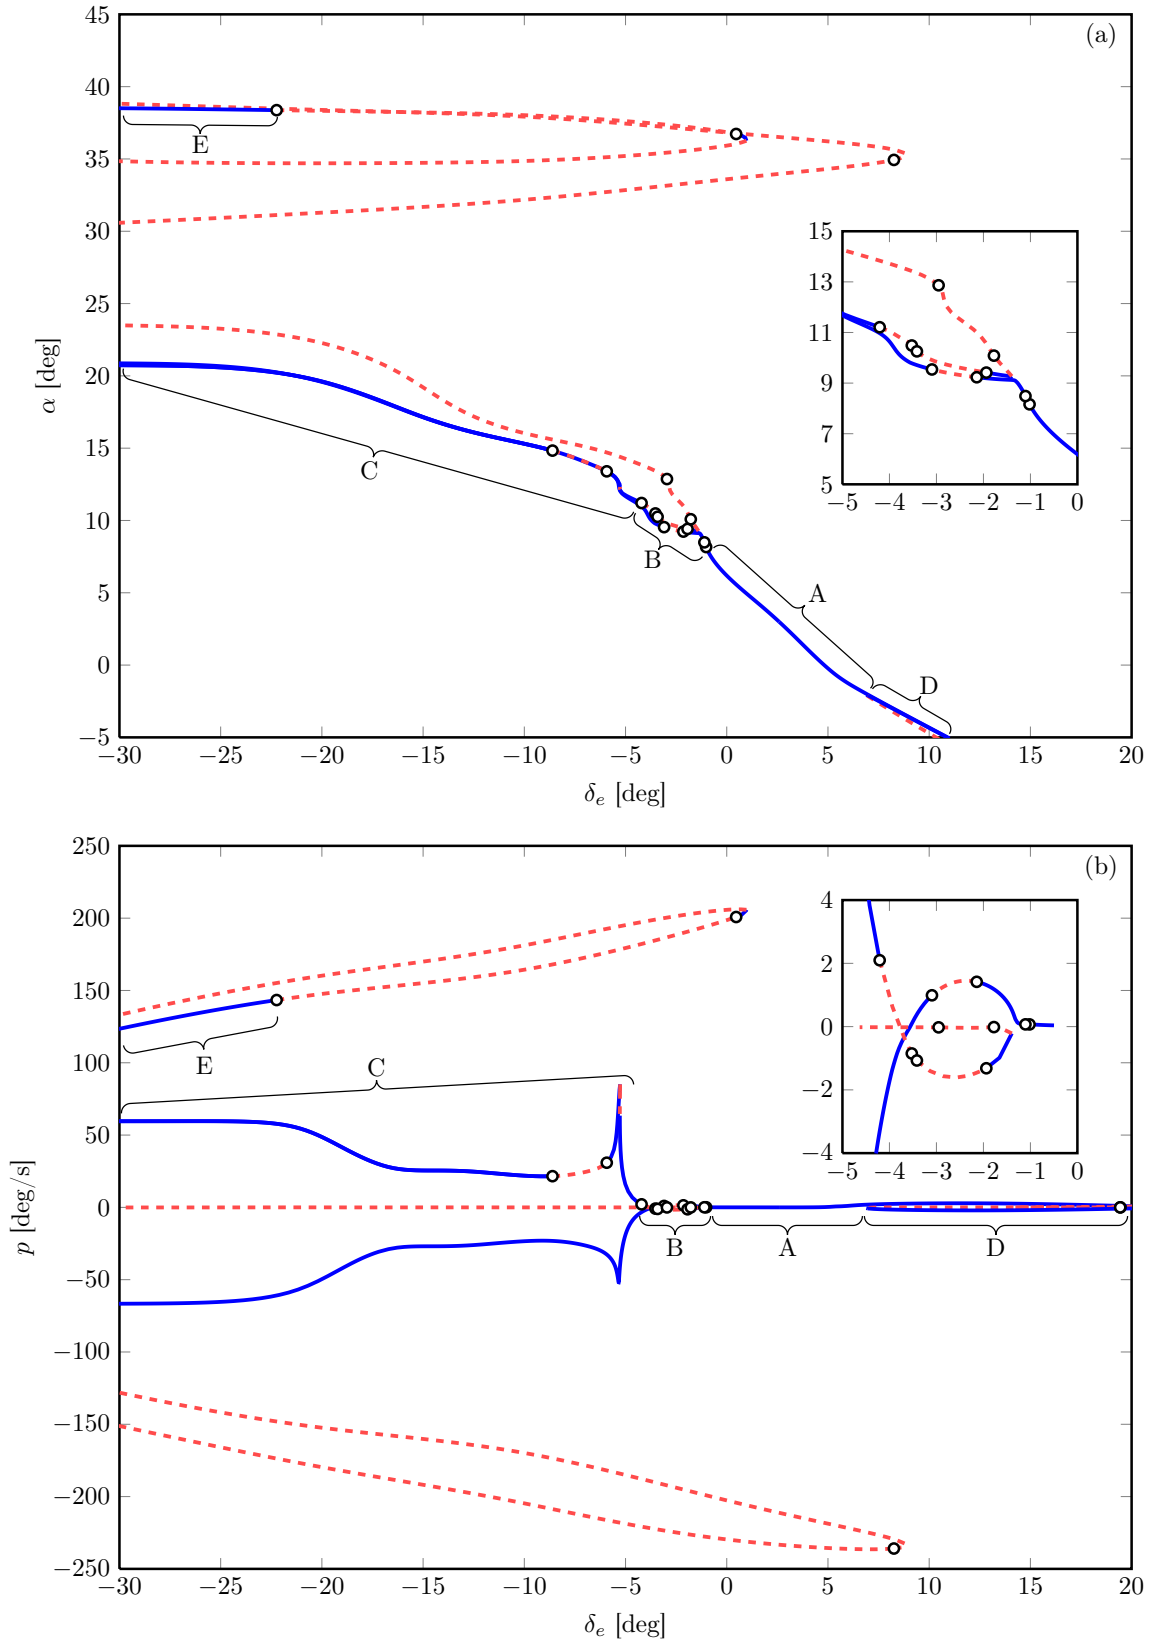 45
(a)
40
E
35
30
15
13
25
11
α [deg]
9
20
7
15
C
5
−5 −4 −3 −2 −1 0
10
B
A
5
0
D
−5
−30 −25 −20 −15 −10 −5 0 5 10 15 20
δe [deg]
250
(b)
4
200
2
150
0
E
100
C
−2
50
−4
−5 −4 −3 −2 −1 0
p [deg/s]
0
B A D
−50
−100
−150
−200
−250
−30 −25 −20 −15 −10 −5 0 5 10 15 20
δe [deg]